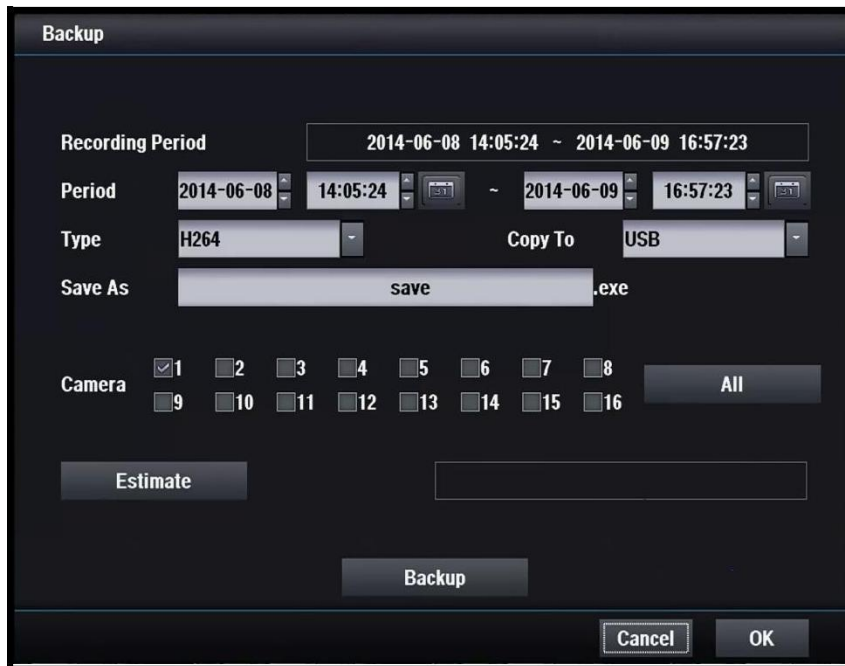 Backup
Recording Period 2014-06-08 14:05:24 ~ 2014-06-09 16:57:23
Period 2014-06-08 14:05:24 31 ~ 2014-06-09 16:57:23 31
Type H264 Copy To USB
Save As save .exe
Camera 1 2 3 4 5 6 7 8 All
9 10 11 12 13 14 15 16
Estimate
Backup
Cancel OK